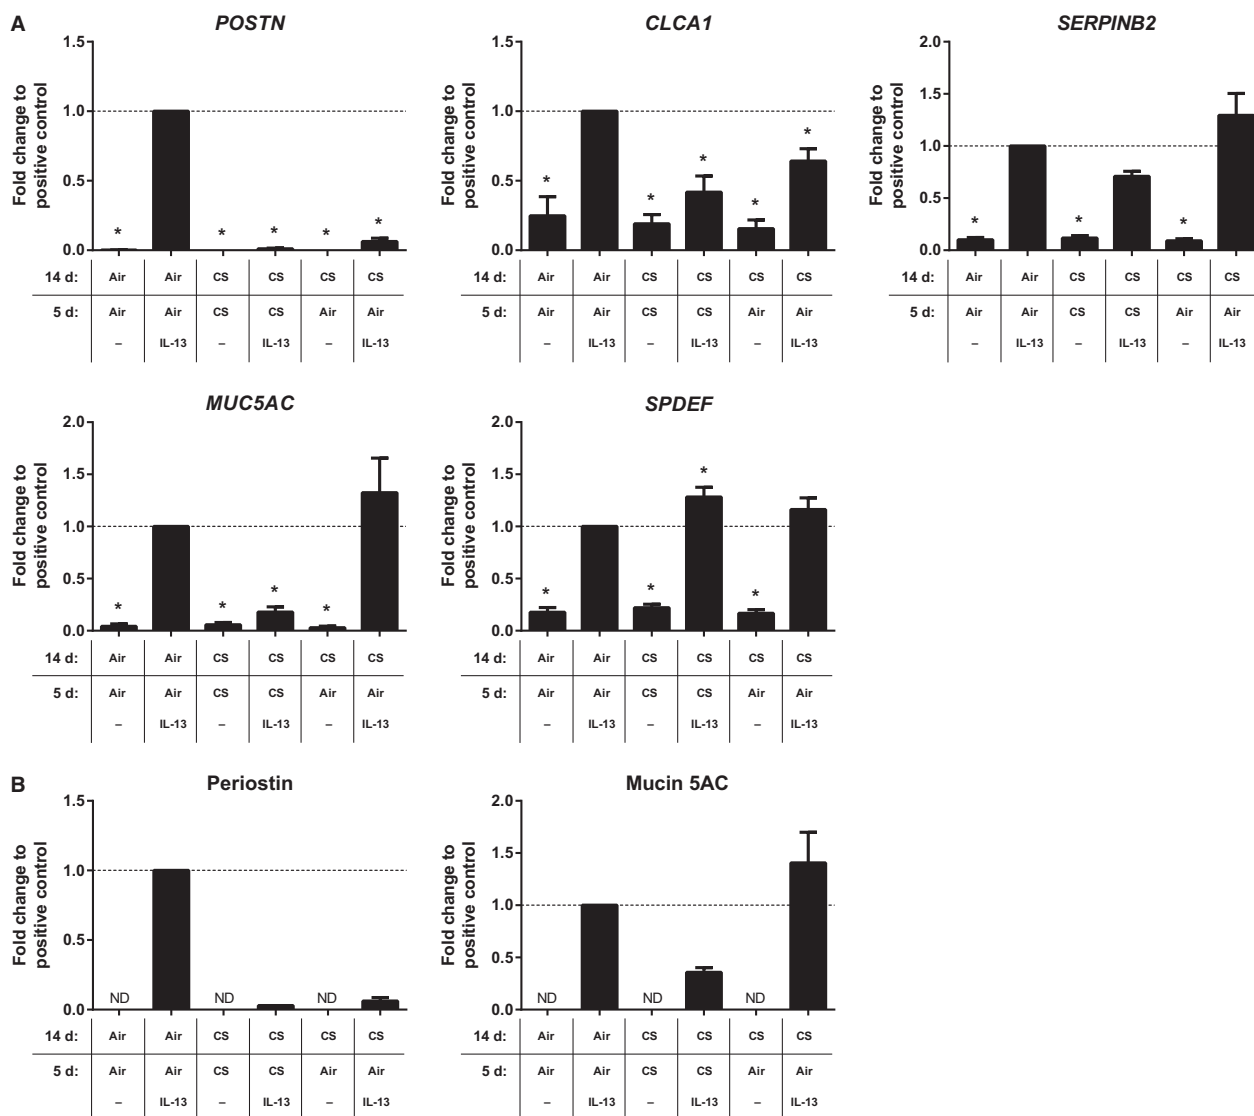 A
POSTN
Fold change to
positive control
1.5
1.0
0.5
0.0
* * * * *
14 d: Air Air CS CS CS CS
5 d: Air Air CS CS Air Air
– IL-13 – IL-13 – IL-13
CLCA1
Fold change to
positive control
1.5
1.0
0.5
0.0
* * * * *
14 d: Air Air CS CS CS CS
5 d: Air Air CS CS Air Air
– IL-13 – IL-13 – IL-13
SERPINB2
Fold change to
positive control
2.0
1.5
1.0
0.5
0.0
* * *
14 d: Air Air CS CS CS CS
5 d: Air Air CS CS Air Air
– IL-13 – IL-13 – IL-13
MUC5AC
Fold change to
positive control
2.0
1.5
1.0
0.5
0.0
* * * *
14 d: Air Air CS CS CS CS
5 d: Air Air CS CS Air Air
– IL-13 – IL-13 – IL-13
SPDEF
Fold change to
positive control
2.0
1.5
1.0
0.5
0.0
* * * *
14 d: Air Air CS CS CS CS
5 d: Air Air CS CS Air Air
– IL-13 – IL-13 – IL-13
B
Periostin
Fold change to
positive control
1.5
1.0
0.5
0.0
ND ND ND
14 d: Air Air CS CS CS CS
5 d: Air Air CS CS Air Air
– IL-13 – IL-13 – IL-13
Mucin 5AC
Fold change to
positive control
2.0
1.5
1.0
0.5
0.0
ND ND ND
14 d: Air Air CS CS CS CS
5 d: Air Air CS CS Air Air
– IL-13 – IL-13 – IL-13